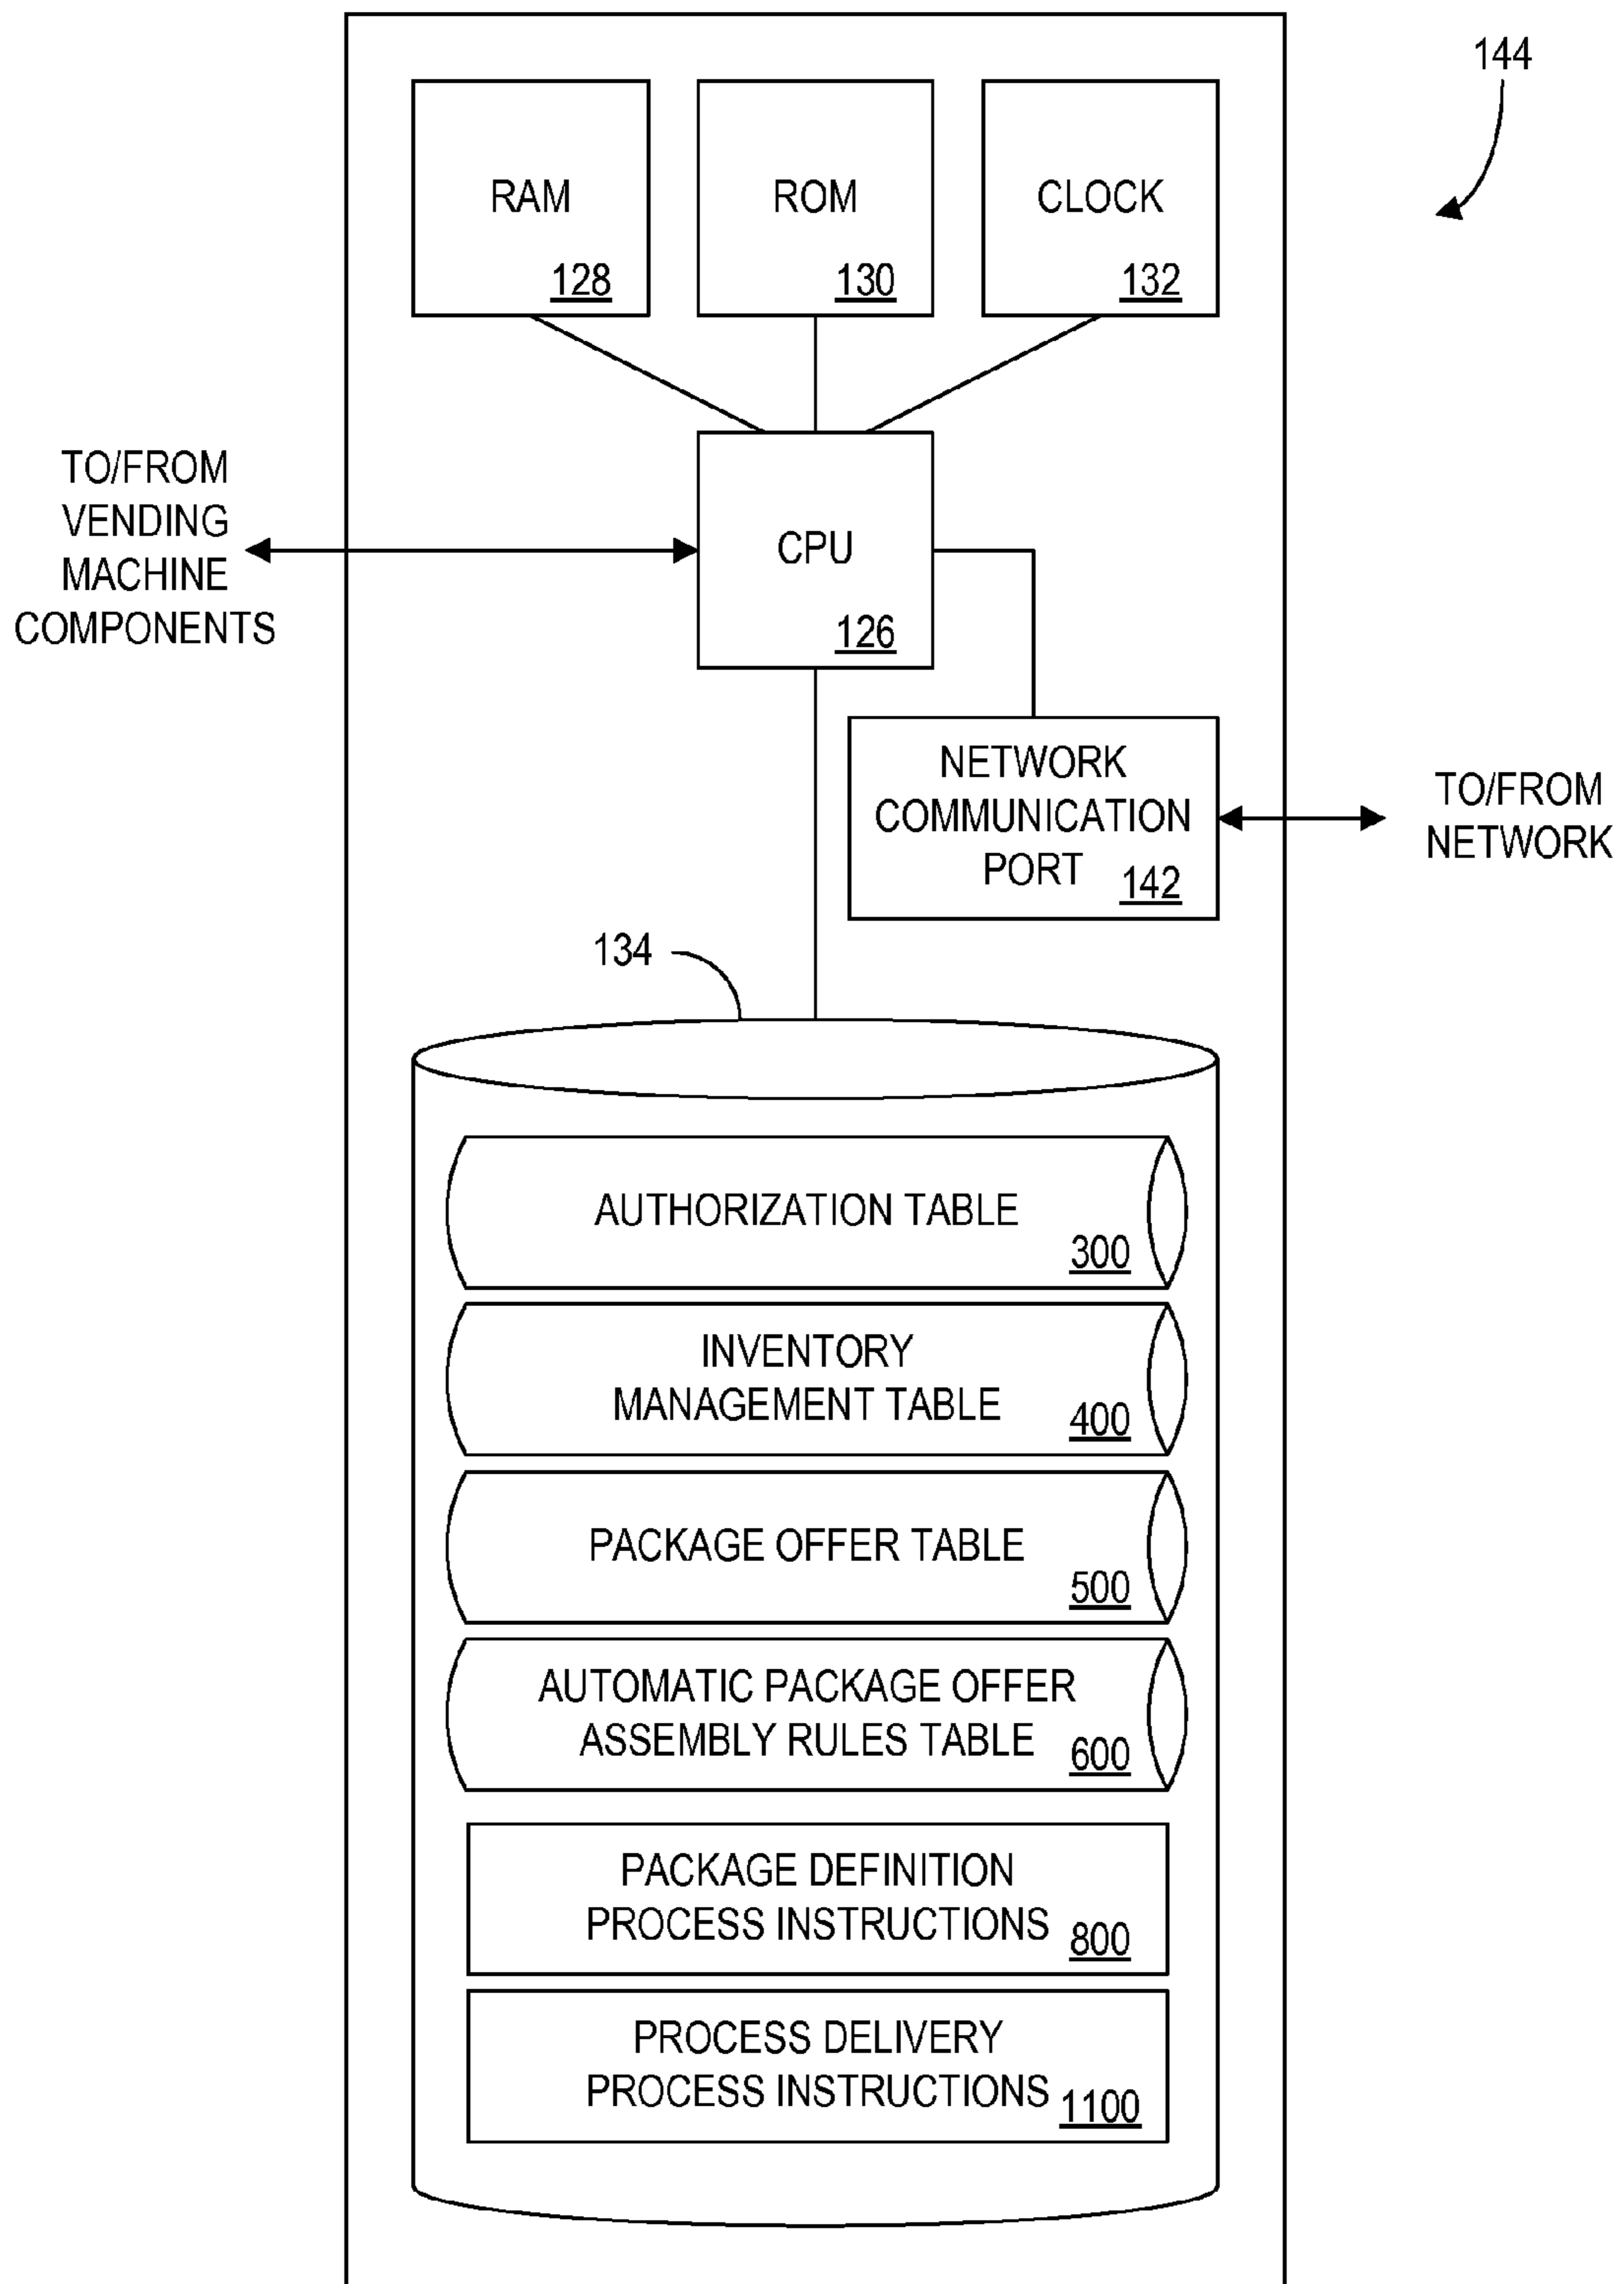 144
RAM
128
ROM
130
CLOCK
132
TO/FROM
VENDING
MACHINE
COMPONENTS
CPU
126
NETWORK
COMMUNICATION
PORT
142
TO/FROM
NETWORK
134
AUTHORIZATION TABLE
300
INVENTORY
MANAGEMENT TABLE
400
PACKAGE OFFER TABLE
500
AUTOMATIC PACKAGE OFFER
ASSEMBLY RULES TABLE
600
PACKAGE DEFINITION
PROCESS INSTRUCTIONS
800
PROCESS DELIVERY
PROCESS INSTRUCTIONS
1100